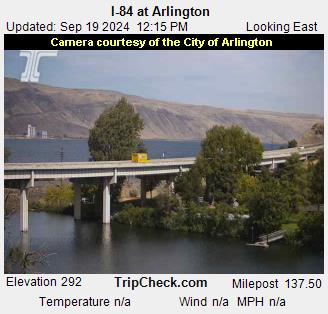 I-84 at Arlington
Updated: Sep 19 2024 12:15 PM Looking East
Camera courtesy of the City of Arlington
Elevation 292 TripCheck.com Milepost 137.50
Temperature n/a Wind n/a MPH n/a